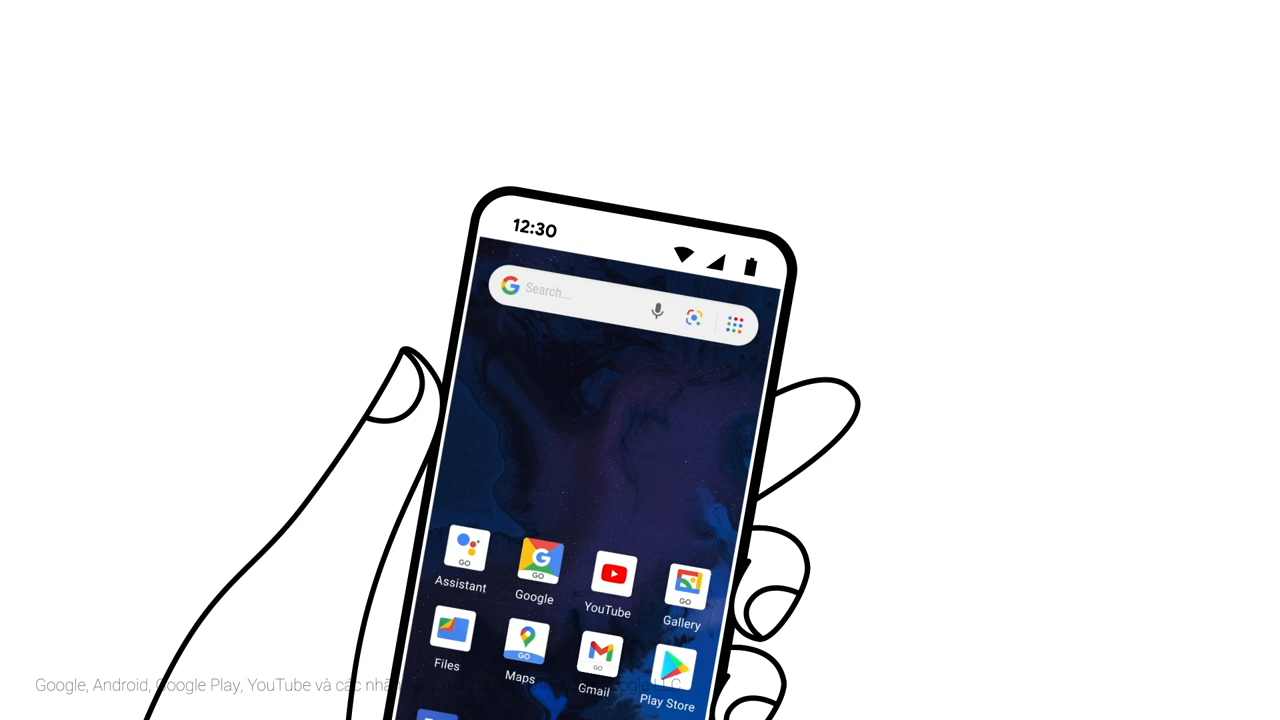 12:30
Search...
GO
GO
GO
Assistant
Google
YouTube
Gallery
GO
GO
Files
Maps
Gmail
Play Store
Google, Android, Google Play, YouTube và các